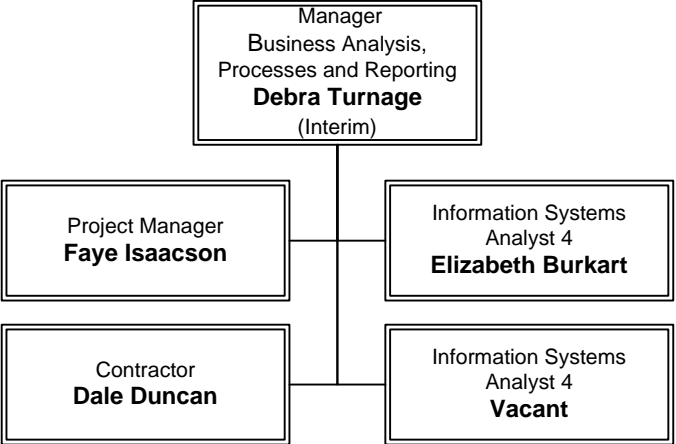 Manager
Business Analysis,
Processes and Reporting
Debra Turnage
(Interim)
Project Manager
Faye Isaacson
Information Systems
Analyst 4
Elizabeth Burkart
Contractor
Dale Duncan
Information Systems
Analyst 4
Vacant